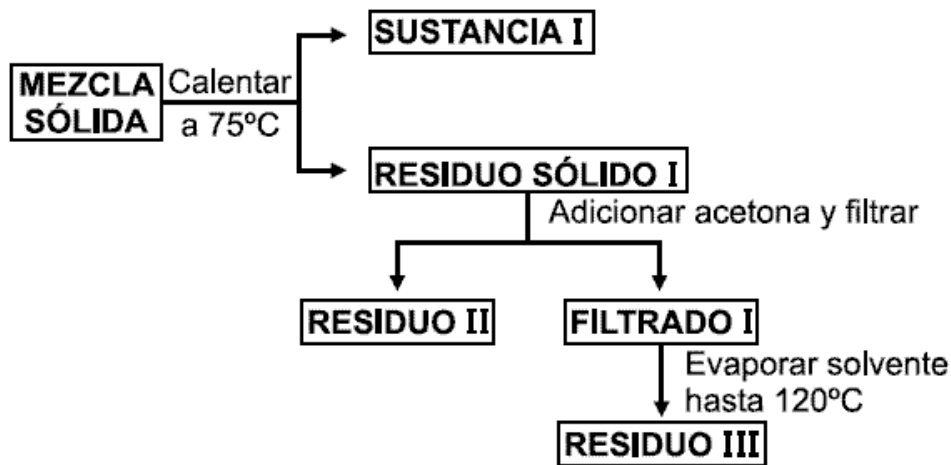 SUSTANCIA I
MEZCLA
SÓLIDA
Calentar
a 75ºC
RESIDUO SÓLIDO I
Adicionar acetona y filtrar
RESIDUO II
FILTRADO I
Evaporar solvente
hasta 120ºC
RESIDUO III